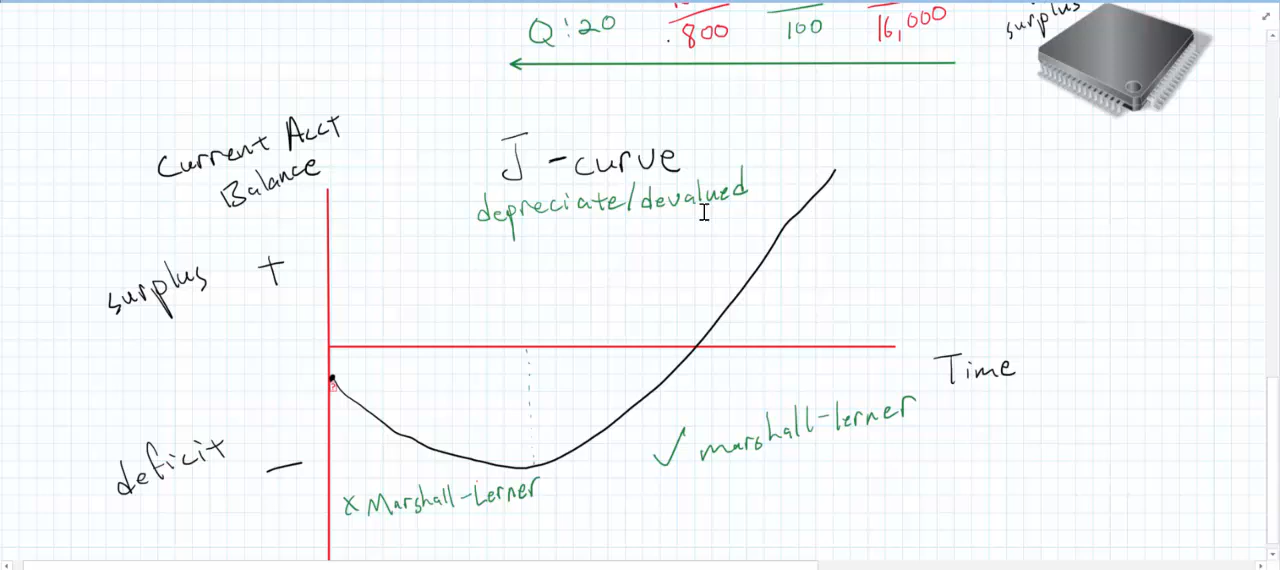 surplus
Q:20 800 100 16,000
Current Acct
Balance
J-curve
depreciate/devalued
surplus +
Time
marshall-lerner
deficit -
x Marshall-Lerner